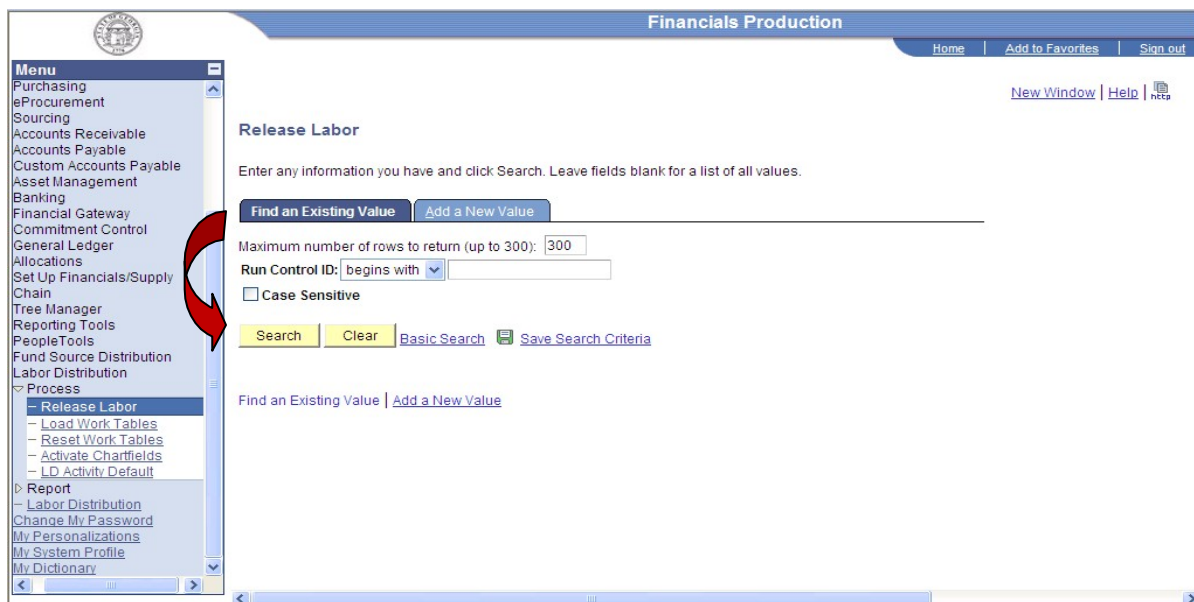 Financials Production
Home | Add to Favorites | Sign out
Menu
Purchasing
eProcurement
Sourcing
Accounts Receivable
Accounts Payable
Custom Accounts Payable
Asset Management
Banking
Financial Gateway
Commitment Control
General Ledger
Allocations
Set Up Financials/Supply
Chain
Tree Manager
Reporting Tools
PeopleTools
Fund Source Distribution
Labor Distribution
Process
– Release Labor
– Load Work Tables
– Reset Work Tables
– Activate Chartfields
– LD Activity Default
Report
– Labor Distribution
Change My Password
My Personalizations
My System Profile
My Dictionary
New Window | Help | http
Release Labor
Enter any information you have and click Search. Leave fields blank for a list of all values.
Find an Existing Value Add a New Value
Maximum number of rows to return (up to 300): 300
Run Control ID: begins with
Case Sensitive
Search Clear Basic Search Save Search Criteria
Find an Existing Value | Add a New Value